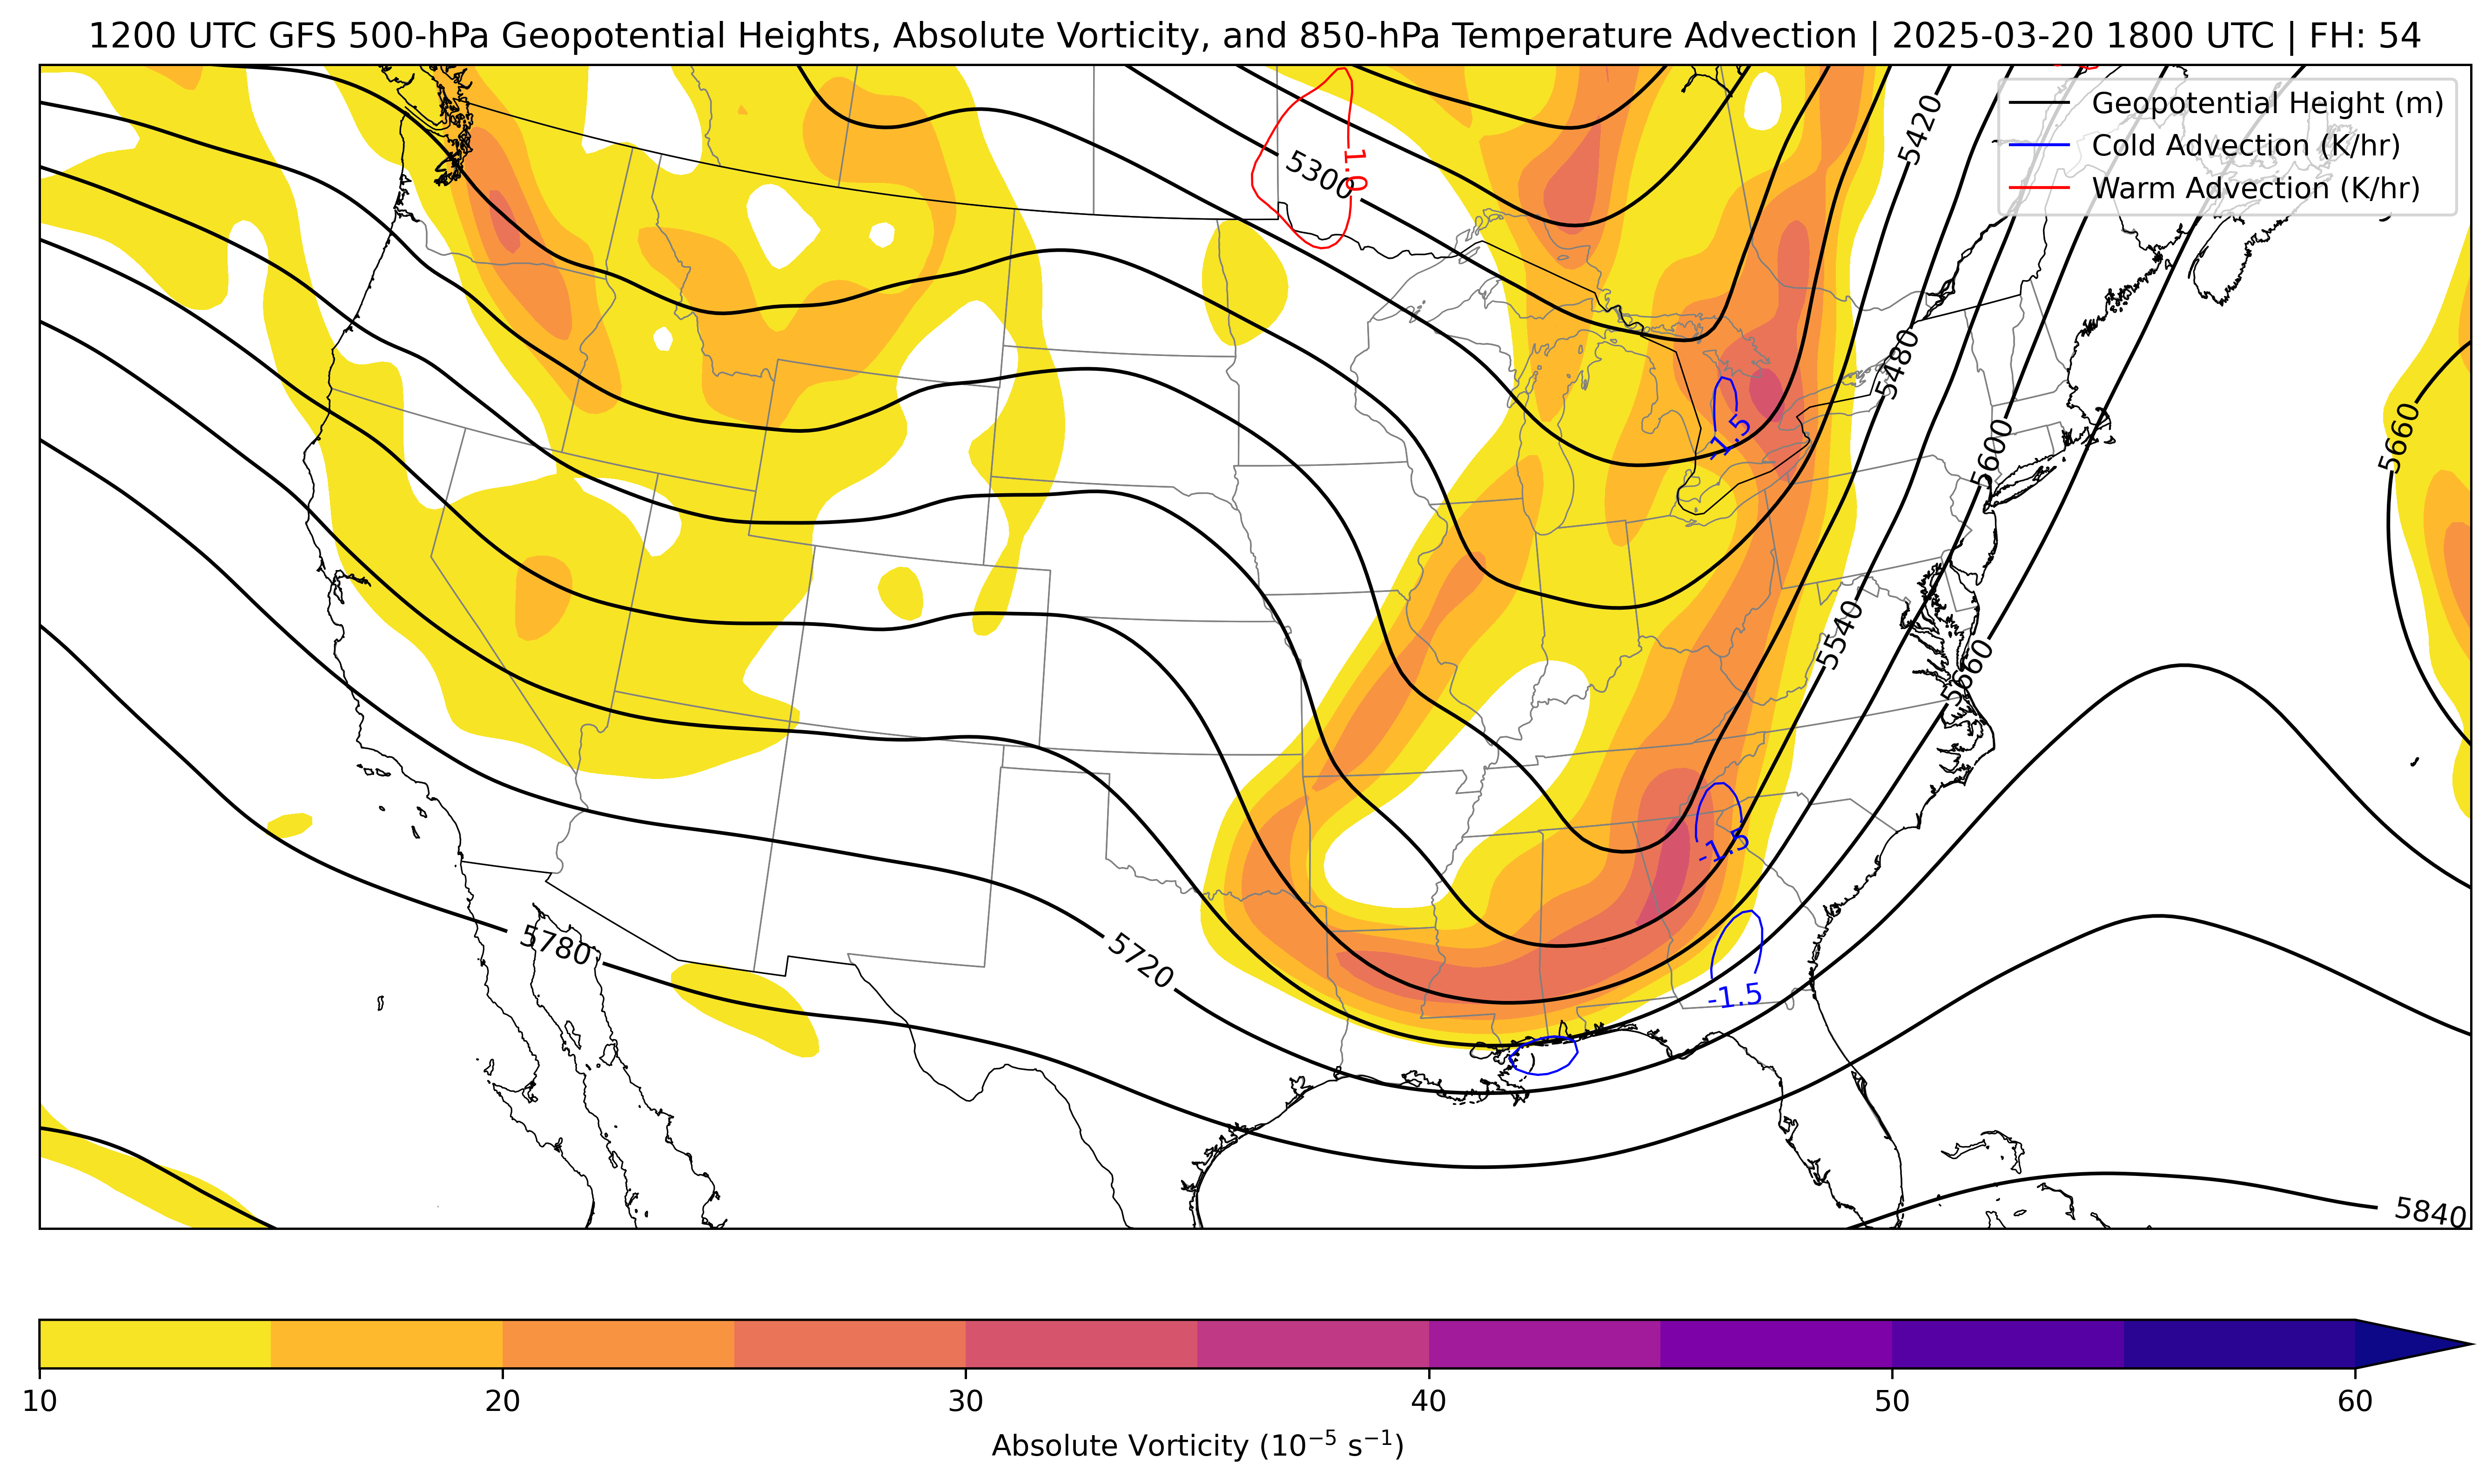 1200 UTC GFS 500-hPa Geopotential Heights, Absolute Vorticity, and 850-hPa Temperature Advection | 2025-03-20 1800 UTC | FH: 54
Geopotential Height (m)
Cold Advection (K/hr)
Warm Advection (K/hr)
5420
1.0
5300
5480
5660
-1.5
5600
5540
5660
-1.5
5780
5720
-1.5
5840
10 20 30 40 50 60
Absolute Vorticity (10⁻⁵ s⁻¹)